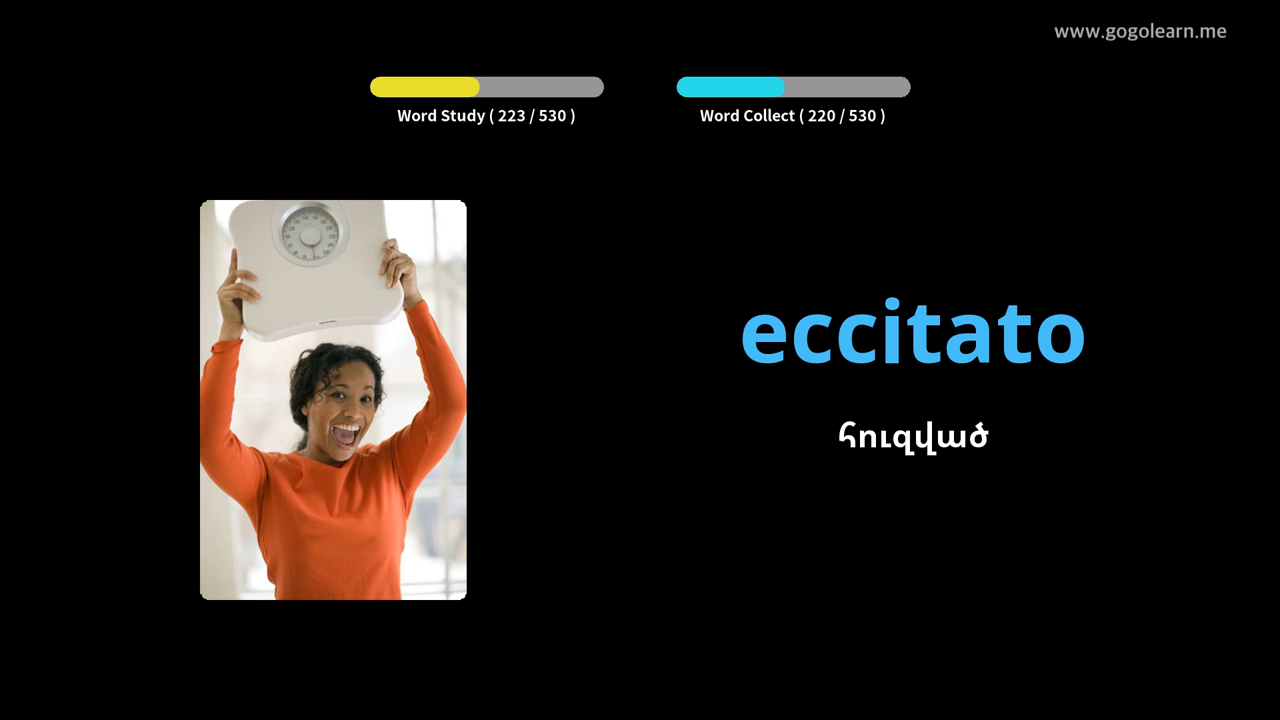 www.gogolearn.me
Word Study ( 223 / 530 )
Word Collect ( 220 / 530 )
eccitato
հուզված